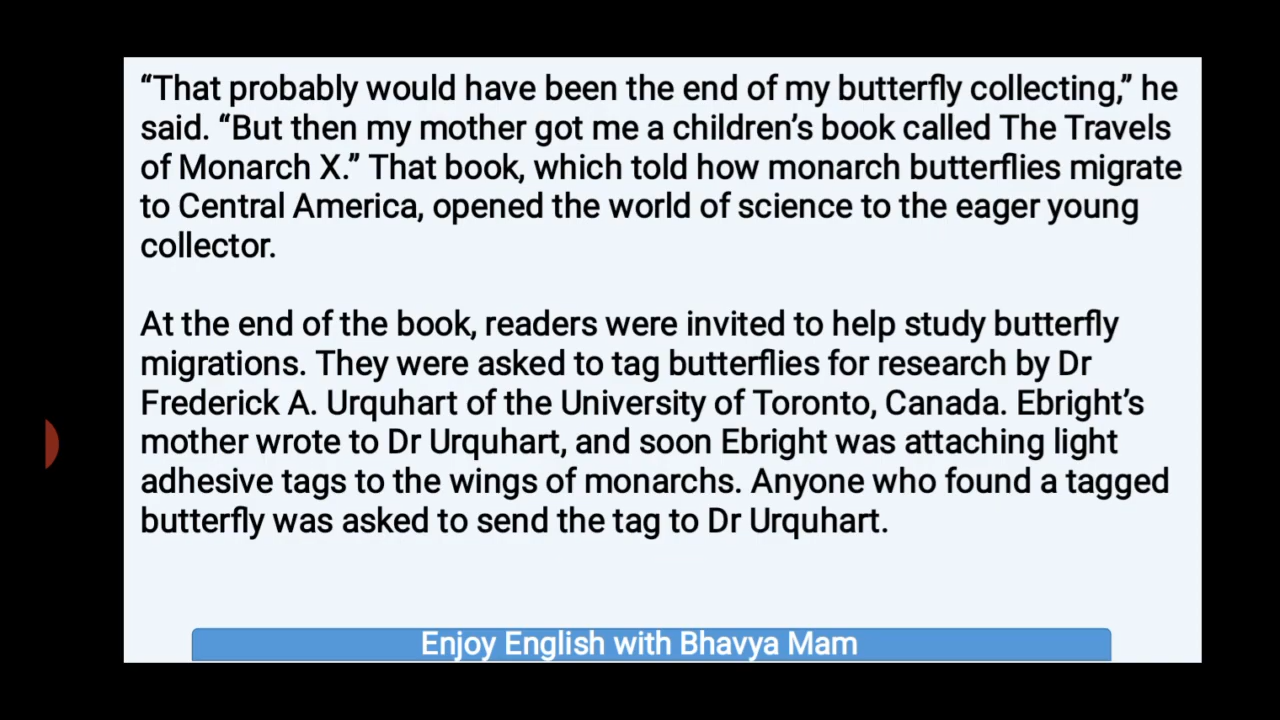 “That probably would have been the end of my butterfly collecting,” he
said. “But then my mother got me a children’s book called The Travels
of Monarch X.” That book, which told how monarch butterflies migrate
to Central America, opened the world of science to the eager young
collector.
At the end of the book, readers were invited to help study butterfly
migrations. They were asked to tag butterflies for research by Dr
Frederick A. Urquhart of the University of Toronto, Canada. Ebright’s
mother wrote to Dr Urquhart, and soon Ebright was attaching light
adhesive tags to the wings of monarchs. Anyone who found a tagged
butterfly was asked to send the tag to Dr Urquhart.
Enjoy English with Bhavya Mam